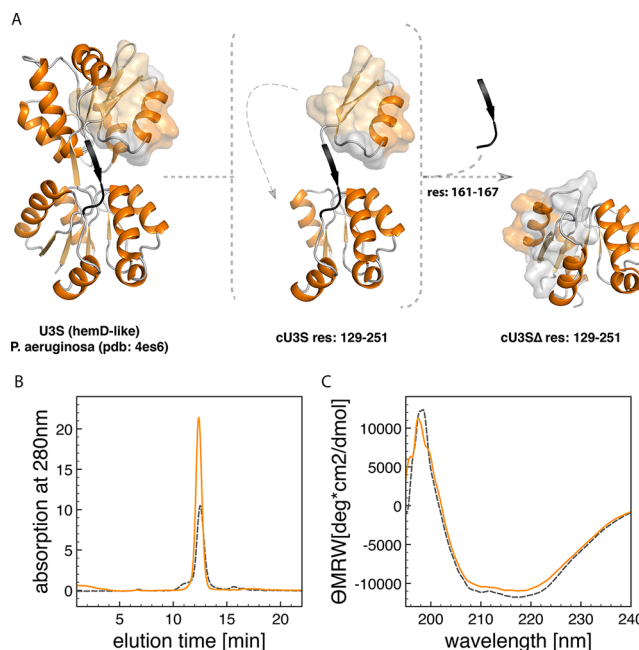 A
res: 161-167
U3S (hemD-like)
P. aeruginosa (pdb: 4es6)
cU3S res: 129-251
cU3SΔ res: 129-251
B
absorption at 280nm
20
15
10
5
0
5
10
15
20
elution time [min]
C
ΘMRW[deg*cm2/dmol]
10000
5000
0
-5000
-10000
200
210
220
230
240
wavelength [nm]